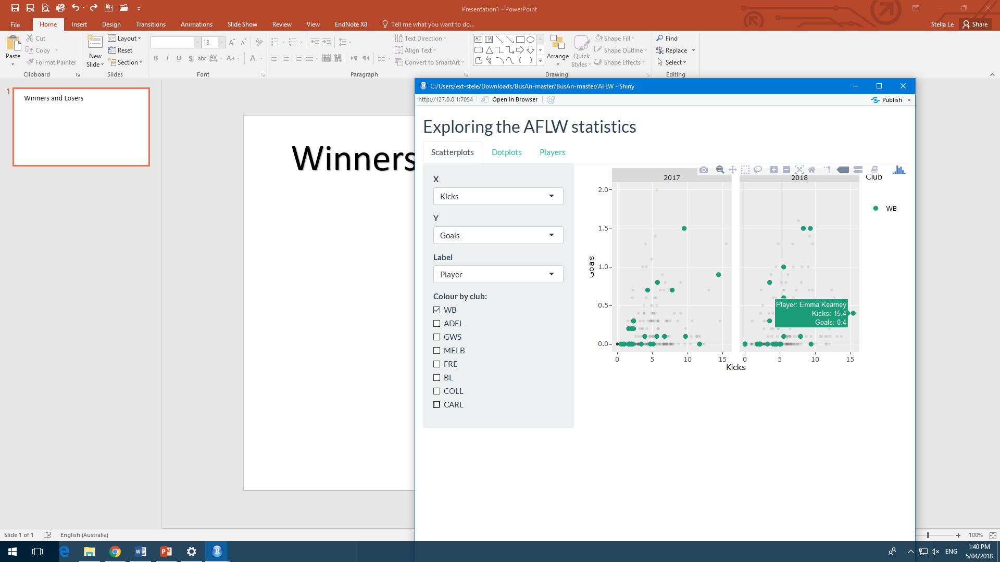 Presentation1 - PowerPoint
File Home Insert Design Transitions Animations Slide Show Review View EndNote X8 Tell me what you want to do... Stella Le Share
Paste
Cut
Copy
Format Painter
Clipboard
New
Slide
Layout
Reset
Section
Slides
18
B I U S abc AV Aa A
Font
Text Direction
Align Text
Convert to SmartArt
Paragraph
Arrange
Quick
Styles
Shape Fill
Shape Outline
Shape Effects
Drawing
Find
Replace
Select
Editing
1
Winners and Losers
Winners
C:/Users/ext-stele/Downloads/BusAn-master/BusAn-master/AFLW - Shiny
http://127.0.0.1:7054 Open in Browser Publish
Exploring the AFLW statistics
Scatterplots Dotplots Players
X
Kicks
Y
Goals
Label
Player
Colour by club:
WB
ADEL
GWS
MELB
FRE
BL
COLL
CARL
2017 2018 Club
WB
2.0
1.5
1.0
0.5
0.0
Goals
Player: Emma Kearney
Kicks: 15.4
Goals: 0.4
0 5 10 15 0 5 10 15
Kicks
Slide 1 of 1 English (Australia) 100%
ENG
1:40 PM
5/04/2018